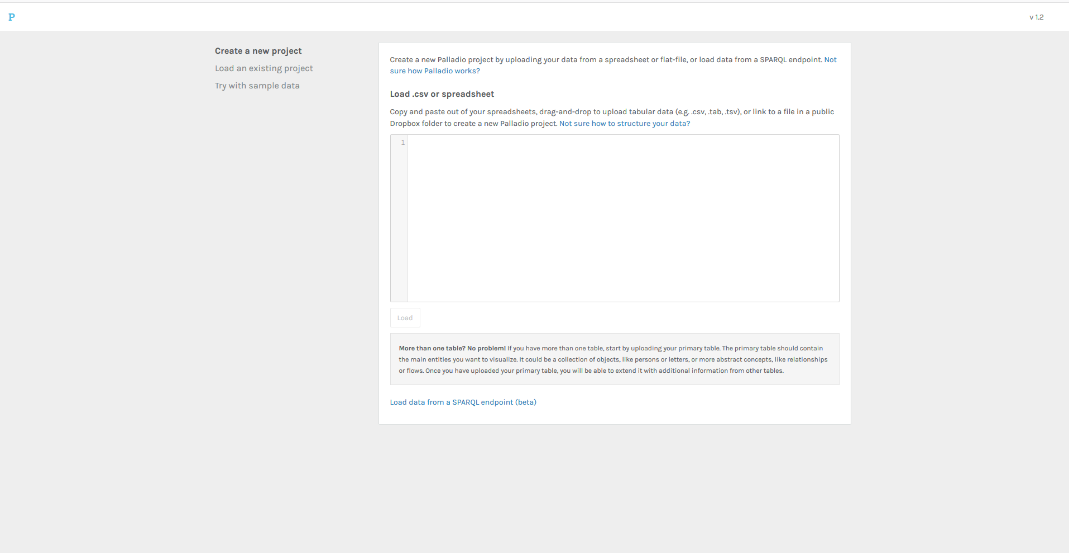 P
v 1.2
Create a new project
Load an existing project
Try with sample data
Create a new Palladio project by uploading your data from a spreadsheet or flat-file, or load data from a SPARQL endpoint. Not
sure how Palladio works?
Load .csv or spreadsheet
Copy and paste out of your spreadsheets, drag-and-drop to upload tabular data (e.g. .csv, .tab, .tsv), or link to a file in a public
Dropbox folder to create a new Palladio project. Not sure how to structure your data?
1
Load
More than one table? No problem! If you have more than one table, start by uploading your primary table. The primary table should contain
the main entities you want to visualize. It could be a collection of objects, like persons or letters, or more abstract concepts, like relationships
or flows. Once you have uploaded your primary table, you will be able to extend it with additional information from other tables.
Load data from a SPARQL endpoint (beta)